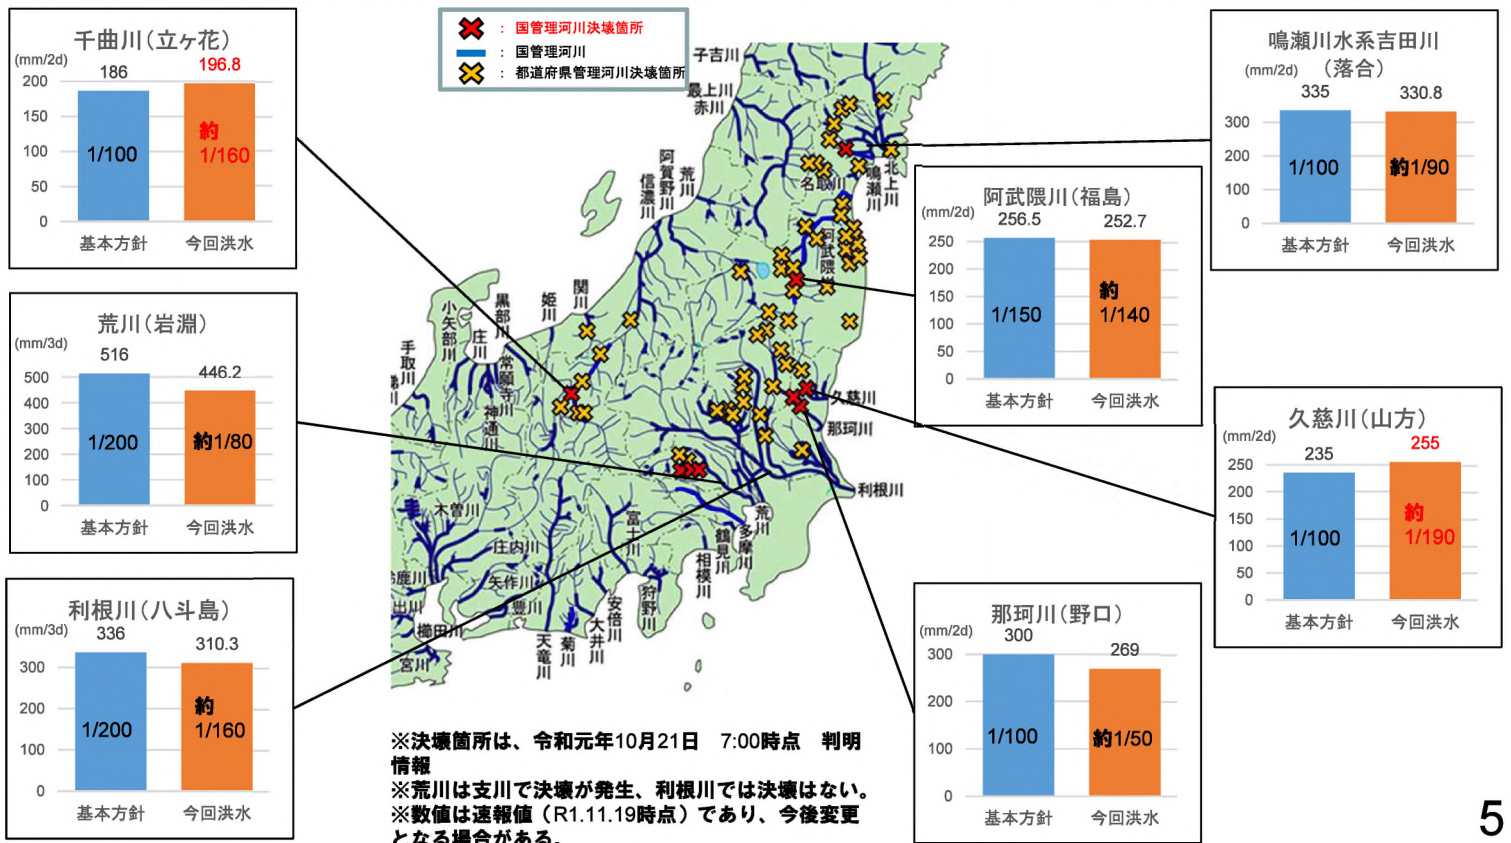 千曲川（立ヶ花）
(mm/2d)
186
196.8
200
150
100
50
0
1/100
約
1/160
基本方針
今回洪水
荒川（岩淵）
(mm/3d)
516
446.2
500
400
300
200
100
0
1/200
約1/80
基本方針
今回洪水
利根川（八斗島）
(mm/3d)
336
310.3
300
200
100
0
1/200
約
1/160
基本方針
今回洪水
： 国管理河川決壊箇所
： 国管理河川
： 都道府県管理河川決壊箇所
子吉川
最上川
赤川
荒川
阿賀野川
信濃川
名取川
鳴瀬川
北上川
阿武隈川
関川
姫川
黒部川
常願寺川
神通川
庄川
小矢部川
手取川
久慈川
那珂川
利根川
荒川
多摩川
鶴見川
相模川
富士川
狩野川
安倍川
大井川
菊川
天竜川
木曽川
庄内川
矢作川
豊川
櫛田川
宮川
鹿川
出川
※決壊箇所は、令和元年10月21日　7:00時点　判明
情報
※荒川は支川で決壊が発生、利根川では決壊はない。
※数値は速報値（R1.11.19時点）であり、今後変更
となる場合がある。
鳴瀬川水系吉田川
（落合）
(mm/2d)
335
330.8
300
200
100
0
1/100
約1/90
基本方針
今回洪水
阿武隈川（福島）
(mm/2d)
256.5
252.7
250
200
150
100
50
0
1/150
約
1/140
基本方針
今回洪水
久慈川（山方）
(mm/2d)
235
255
250
200
150
100
50
0
1/100
約
1/190
基本方針
今回洪水
那珂川（野口）
(mm/2d)
300
269
300
200
100
0
1/100
約1/50
基本方針
今回洪水
5